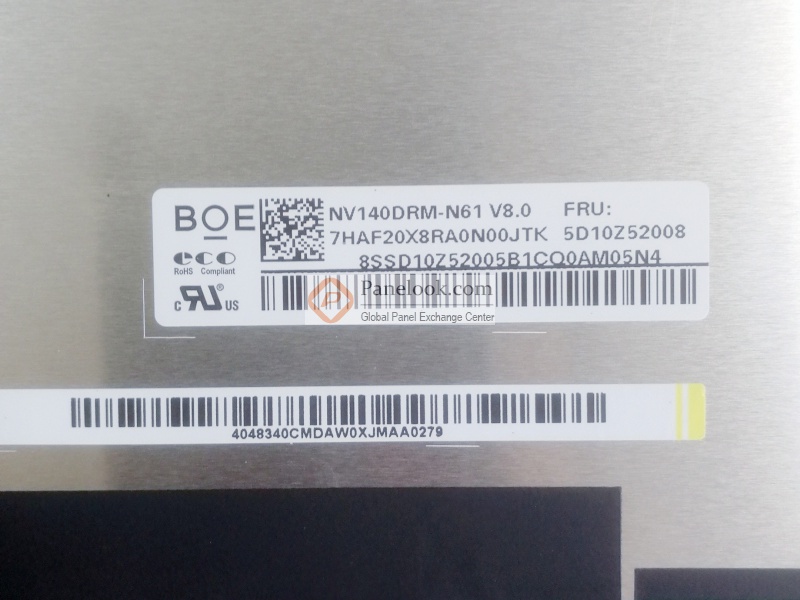 BOE
NV140DRM-N61 V8.0 FRU:
7HAF20X8RA0N00JTK 5D10Z52008
8SSD10Z52005B1CQ0AM05N4
eco
RoHS Compliant
c RU® US
Panelook.com
Global Panel Exchange Center
4048340CMDAW0XJMAA0279